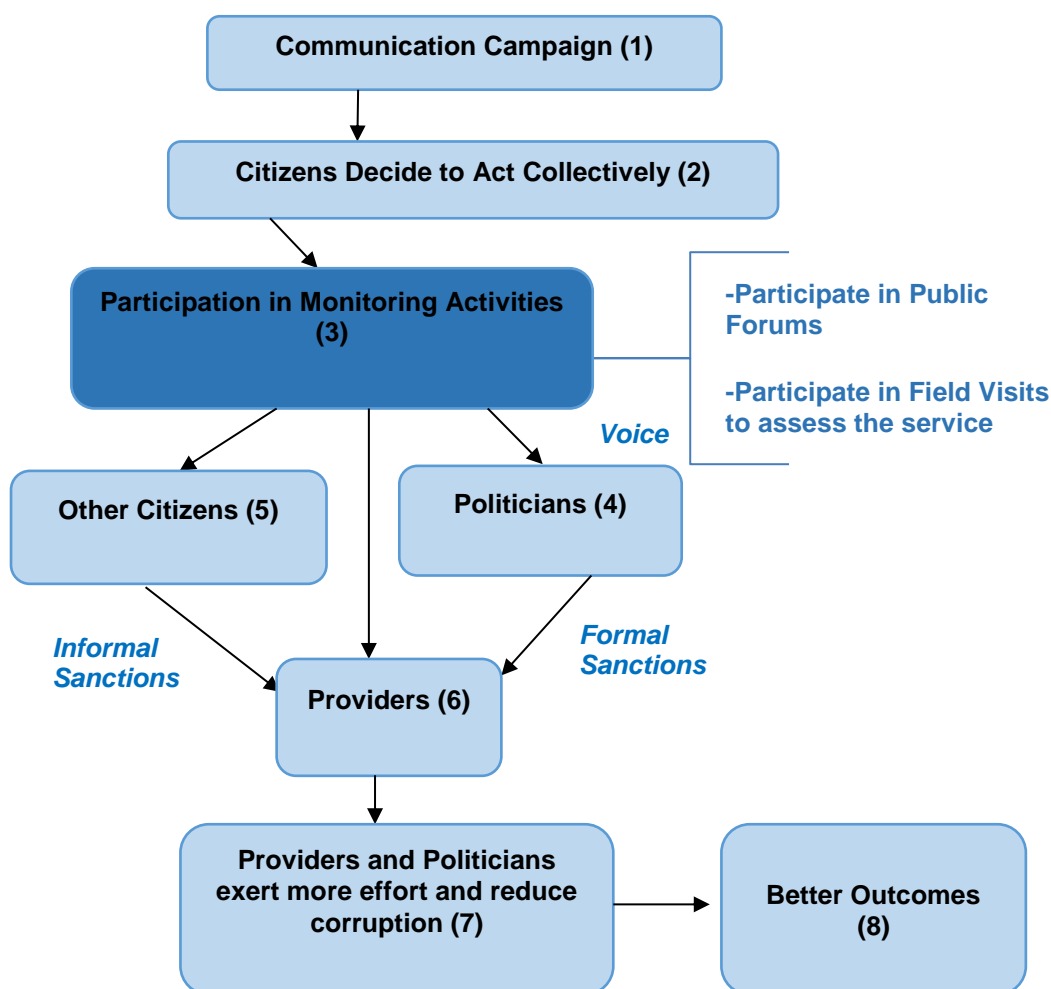 Communication Campaign (1)
Citizens Decide to Act Collectively (2)
Participation in Monitoring Activities
(3)
-Participate in Public
Forums
-Participate in Field Visits
to assess the service
Voice
Other Citizens (5)
Politicians (4)
Informal
Sanctions
Formal
Sanctions
Providers (6)
Providers and Politicians
exert more effort and reduce
corruption (7)
Better Outcomes
(8)